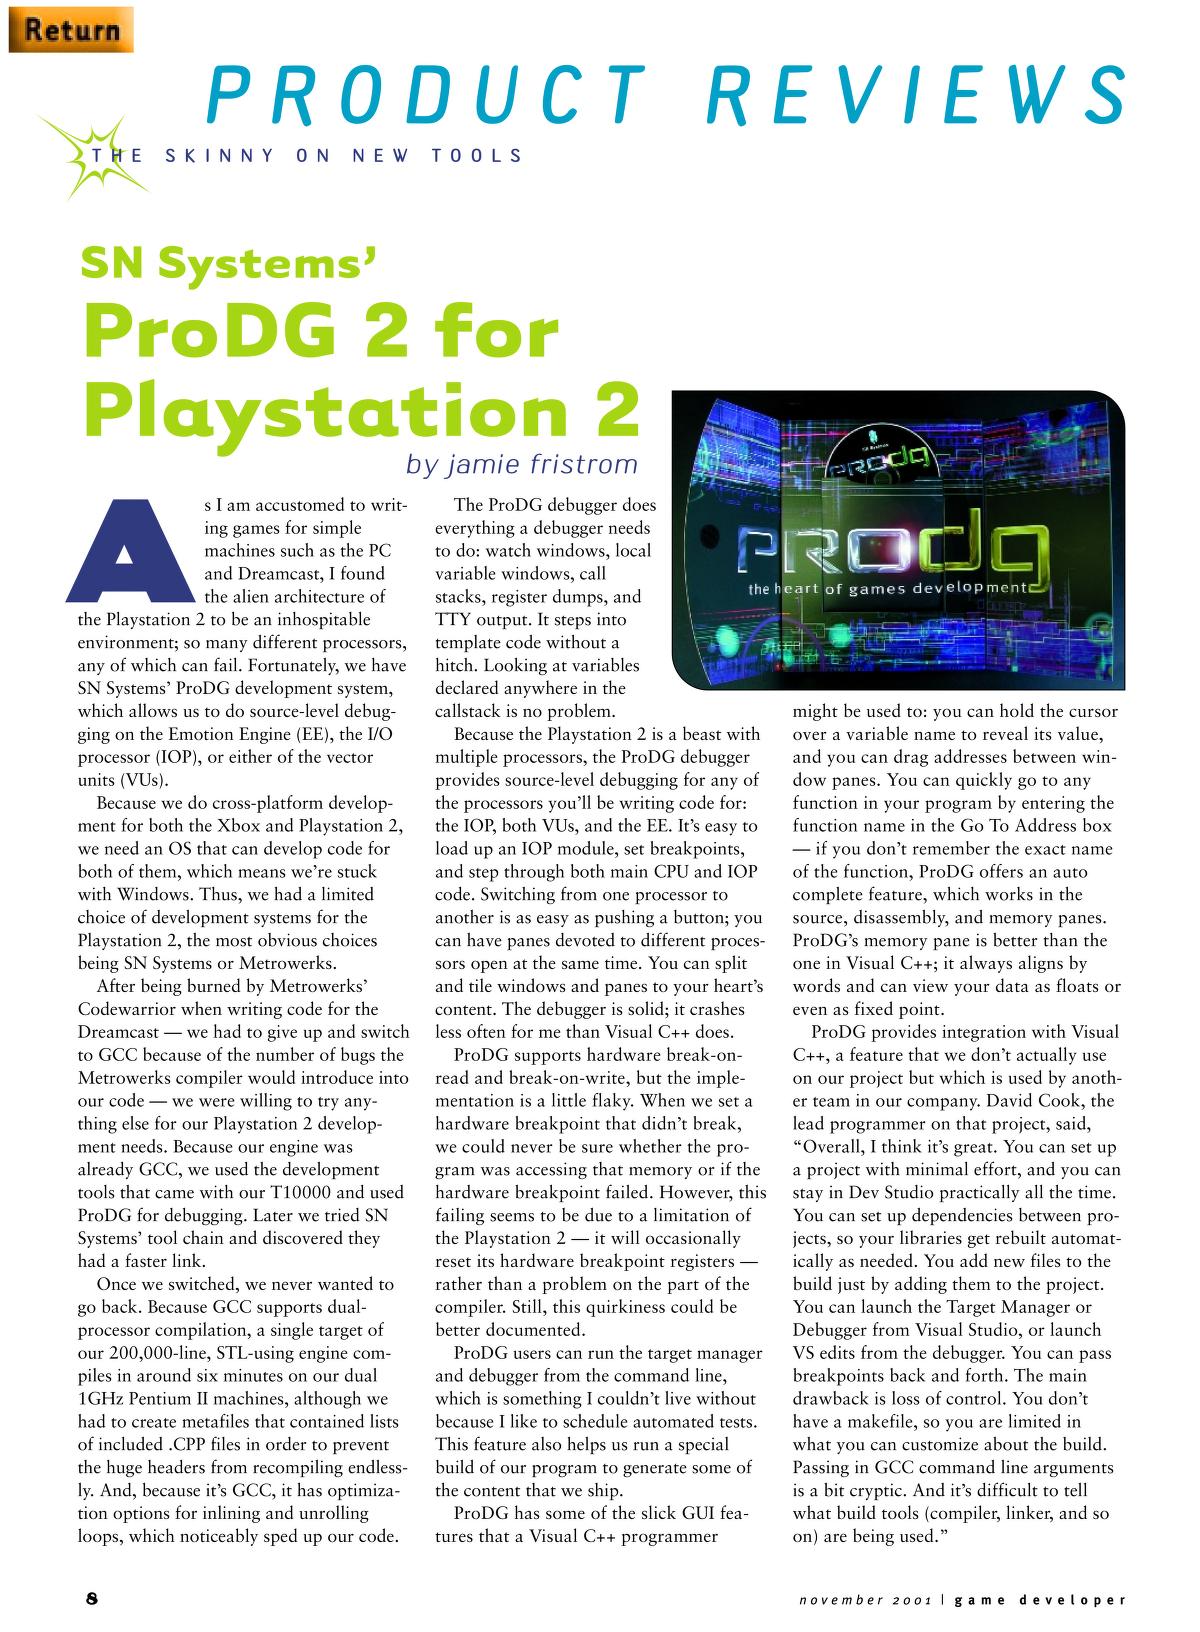 Return
PRODUCT REVIEWS
THE SKINNY ON NEW TOOLS
SN Systems’
ProDG 2 for
Playstation 2
by jamie fristrom
As I am accustomed to writ-
ing games for simple
machines such as the PC
and Dreamcast, I found
the alien architecture of
the Playstation 2 to be an inhospitable
environment; so many different processors,
any of which can fail. Fortunately, we have
SN Systems’ ProDG development system,
which allows us to do source-level debug-
ging on the Emotion Engine (EE), the I/O
processor (IOP), or either of the vector
units (VUs).
Because we do cross-platform develop-
ment for both the Xbox and Playstation 2,
we need an OS that can develop code for
both of them, which means we’re stuck
with Windows. Thus, we had a limited
choice of development systems for the
Playstation 2, the most obvious choices
being SN Systems or Metrowerks.
After being burned by Metrowerks’
Codewarrior when writing code for the
Dreamcast — we had to give up and switch
to GCC because of the number of bugs the
Metrowerks compiler would introduce into
our code — we were willing to try any-
thing else for our Playstation 2 develop-
ment needs. Because our engine was
already GCC, we used the development
tools that came with our T10000 and used
ProDG for debugging. Later we tried SN
Systems’ tool chain and discovered they
had a faster link.
Once we switched, we never wanted to
go back. Because GCC supports dual-
processor compilation, a single target of
our 200,000-line, STL-using engine com-
piles in around six minutes on our dual
1GHz Pentium II machines, although we
had to create metafiles that contained lists
of included .CPP files in order to prevent
the huge headers from recompiling endless-
ly. And, because it’s GCC, it has optimiza-
tion options for inlining and unrolling
loops, which noticeably sped up our code.
The ProDG debugger does
everything a debugger needs
to do: watch windows, local
variable windows, call
stacks, register dumps, and
TTY output. It steps into
template code without a
hitch. Looking at variables
declared anywhere in the
callstack is no problem.
Because the Playstation 2 is a beast with
multiple processors, the ProDG debugger
provides source-level debugging for any of
the processors you’ll be writing code for:
the IOP, both VUs, and the EE. It’s easy to
load up an IOP module, set breakpoints,
and step through both main CPU and IOP
code. Switching from one processor to
another is as easy as pushing a button; you
can have panes devoted to different proces-
sors open at the same time. You can split
and tile windows and panes to your heart’s
content. The debugger is solid; it crashes
less often for me than Visual C++ does.
ProDG supports hardware break-on-
read and break-on-write, but the imple-
mentation is a little flaky. When we set a
hardware breakpoint that didn’t break,
we could never be sure whether the pro-
gram was accessing that memory or if the
hardware breakpoint failed. However, this
failing seems to be due to a limitation of
the Playstation 2 — it will occasionally
reset its hardware breakpoint registers —
rather than a problem on the part of the
compiler. Still, this quirkiness could be
better documented.
ProDG users can run the target manager
and debugger from the command line,
which is something I couldn’t live without
because I like to schedule automated tests.
This feature also helps us run a special
build of our program to generate some of
the content that we ship.
ProDG has some of the slick GUI fea-
tures that a Visual C++ programmer
SN Systems
PRODG
PRODG
the heart of games development
might be used to: you can hold the cursor
over a variable name to reveal its value,
and you can drag addresses between win-
dow panes. You can quickly go to any
function in your program by entering the
function name in the Go To Address box
— if you don’t remember the exact name
of the function, ProDG offers an auto
complete feature, which works in the
source, disassembly, and memory panes.
ProDG’s memory pane is better than the
one in Visual C++; it always aligns by
words and can view your data as floats or
even as fixed point.
ProDG provides integration with Visual
C++, a feature that we don’t actually use
on our project but which is used by anoth-
er team in our company. David Cook, the
lead programmer on that project, said,
“Overall, I think it’s great. You can set up
a project with minimal effort, and you can
stay in Dev Studio practically all the time.
You can set up dependencies between pro-
jects, so your libraries get rebuilt automat-
ically as needed. You add new files to the
build just by adding them to the project.
You can launch the Target Manager or
Debugger from Visual Studio, or launch
VS edits from the debugger. You can pass
breakpoints back and forth. The main
drawback is loss of control. You don’t
have a makefile, so you are limited in
what you can customize about the build.
Passing in GCC command line arguments
is a bit cryptic. And it’s difficult to tell
what build tools (compiler, linker, and so
on) are being used.”
8
november 2001 | game developer